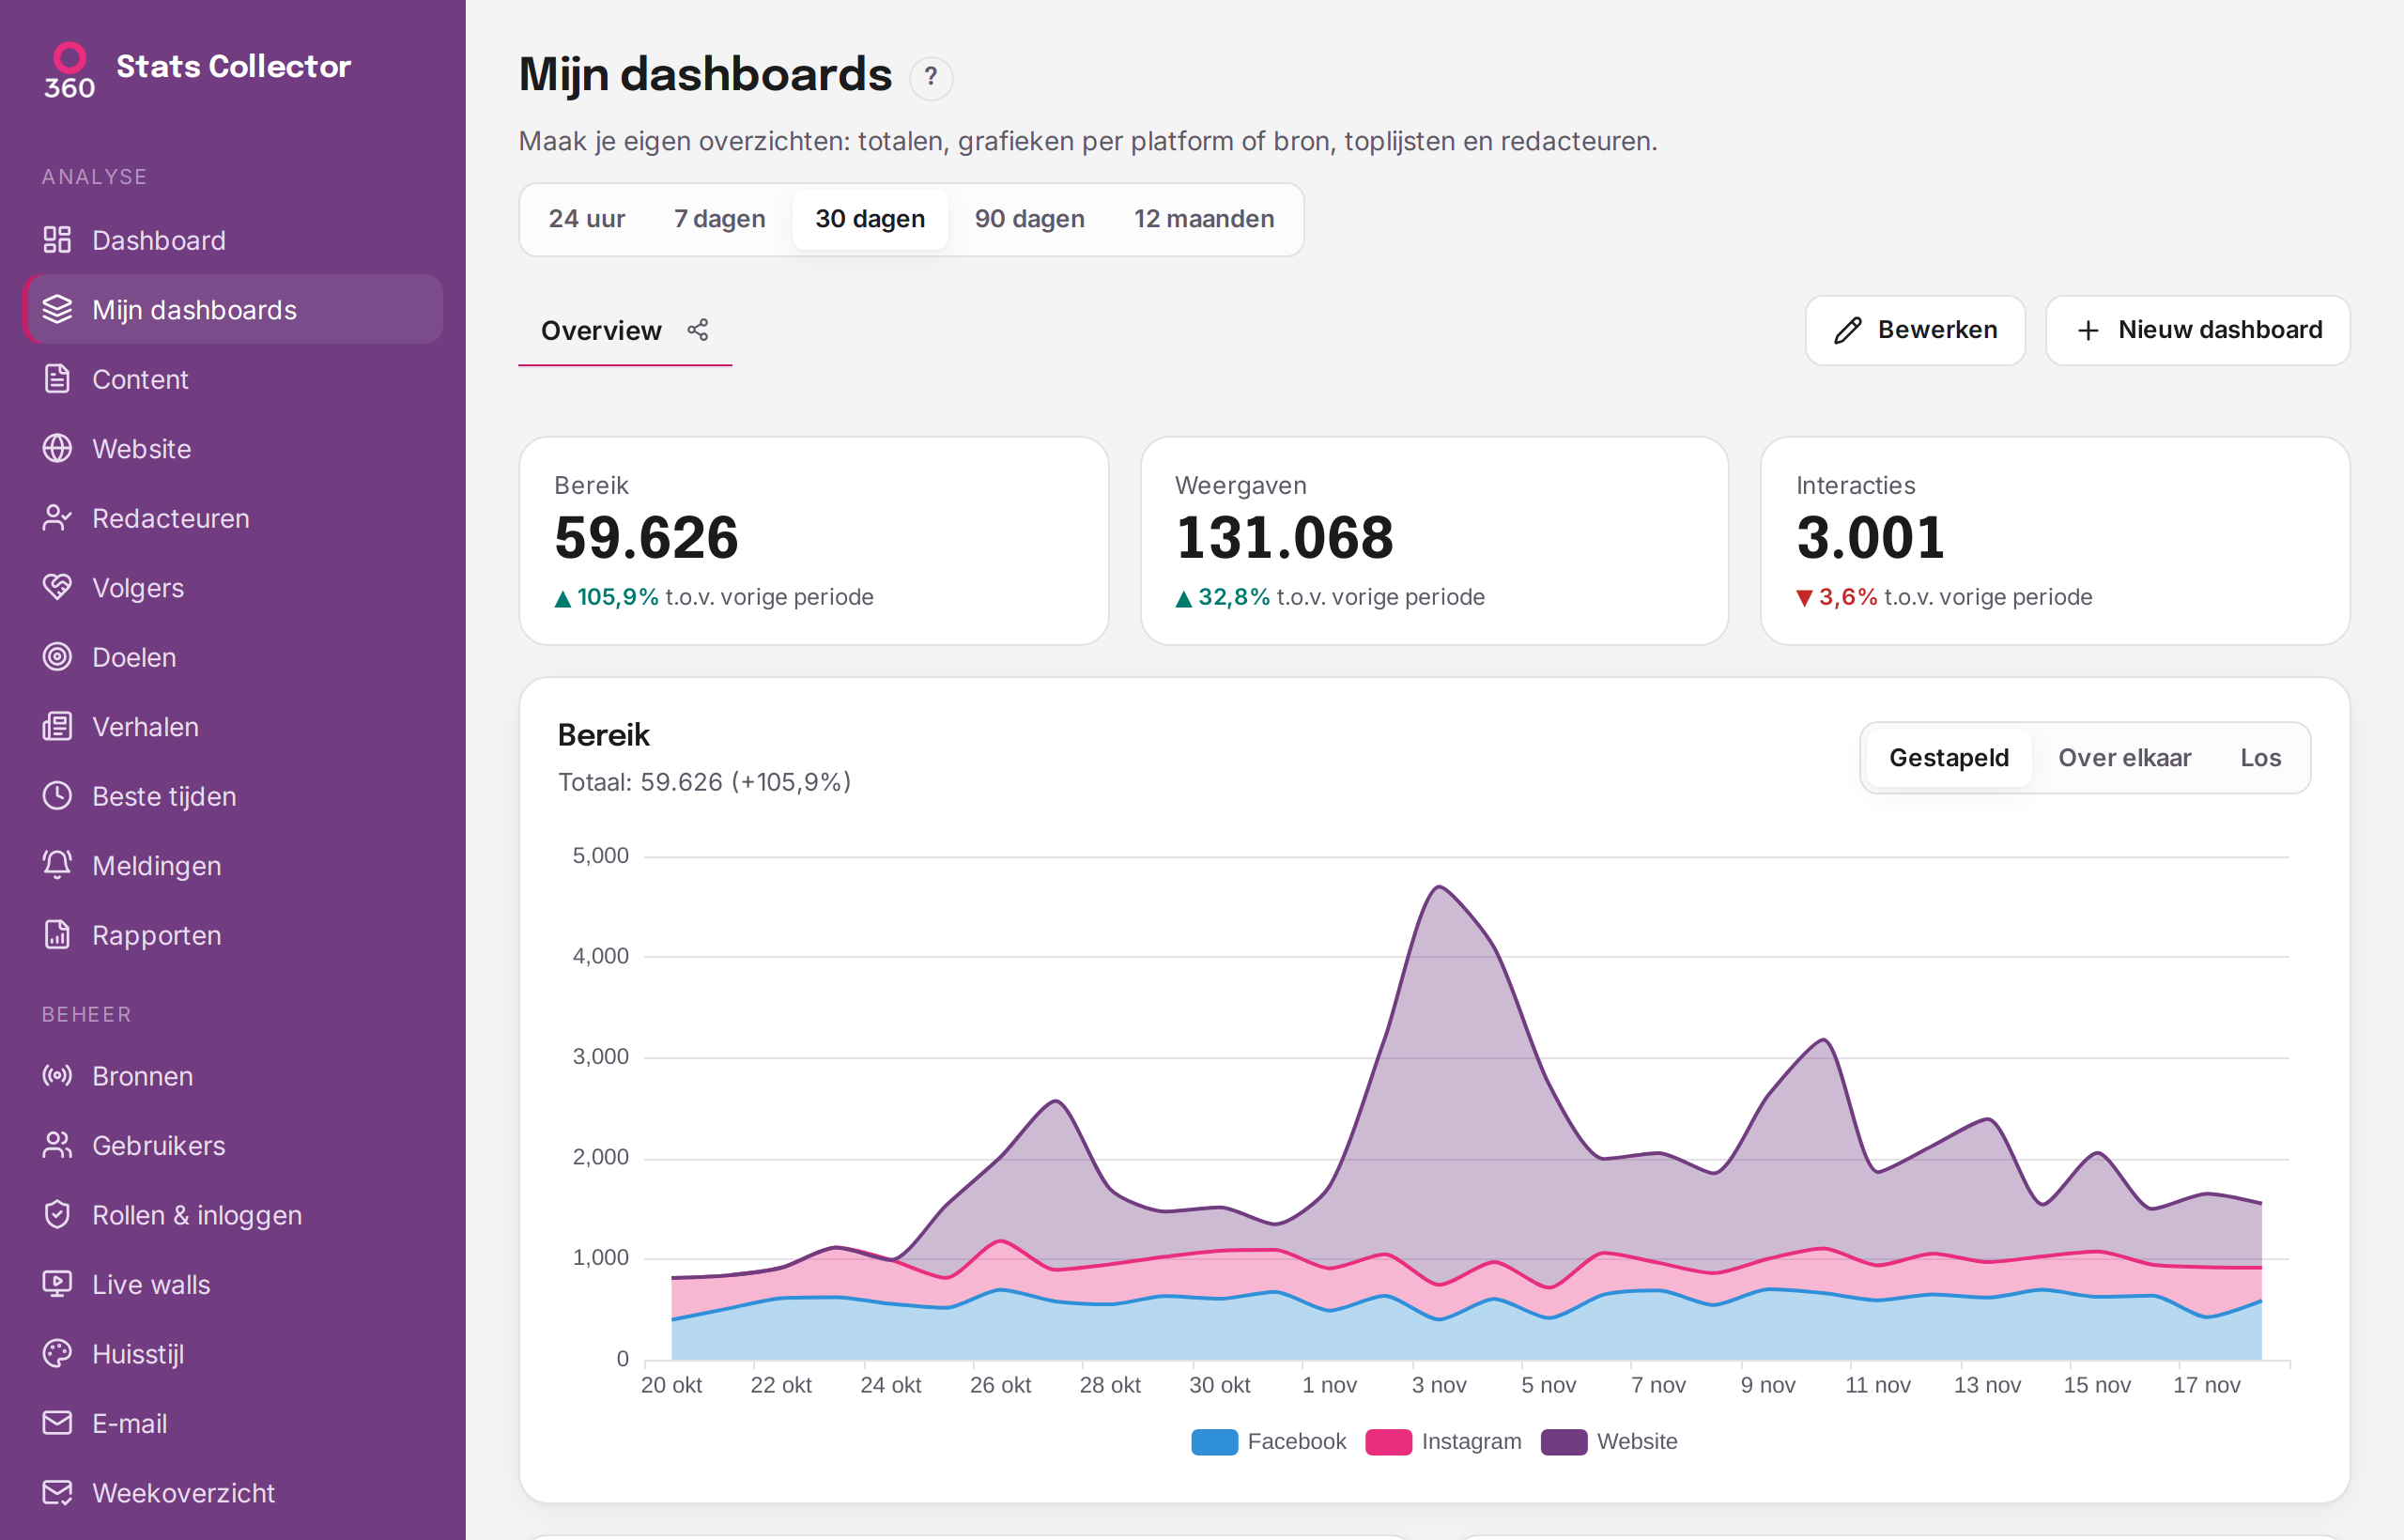 360
Stats Collector
ANALYSE
Dashboard
Mijn dashboards
Content
Website
Redacteuren
Volgers
Doelen
Verhalen
Beste tijden
Meldingen
Rapporten
BEHEER
Bronnen
Gebruikers
Rollen & inloggen
Live walls
Huisstijl
E-mail
Weekoverzicht
Mijn dashboards ?
Maak je eigen overzichten: totalen, grafieken per platform of bron, toplijsten en redacteuren.
24 uur 7 dagen 30 dagen 90 dagen 12 maanden
Overview Bewerken Nieuw dashboard
Bereik
59.626
▲ 105,9% t.o.v. vorige periode
Weergaven
131.068
▲ 32,8% t.o.v. vorige periode
Interacties
3.001
▼ 3,6% t.o.v. vorige periode
Bereik
Totaal: 59.626 (+105,9%)
Gestapeld Over elkaar Los
5,000
4,000
3,000
2,000
1,000
0
20 okt 22 okt 24 okt 26 okt 28 okt 30 okt 1 nov 3 nov 5 nov 7 nov 9 nov 11 nov 13 nov 15 nov 17 nov
Facebook Instagram Website